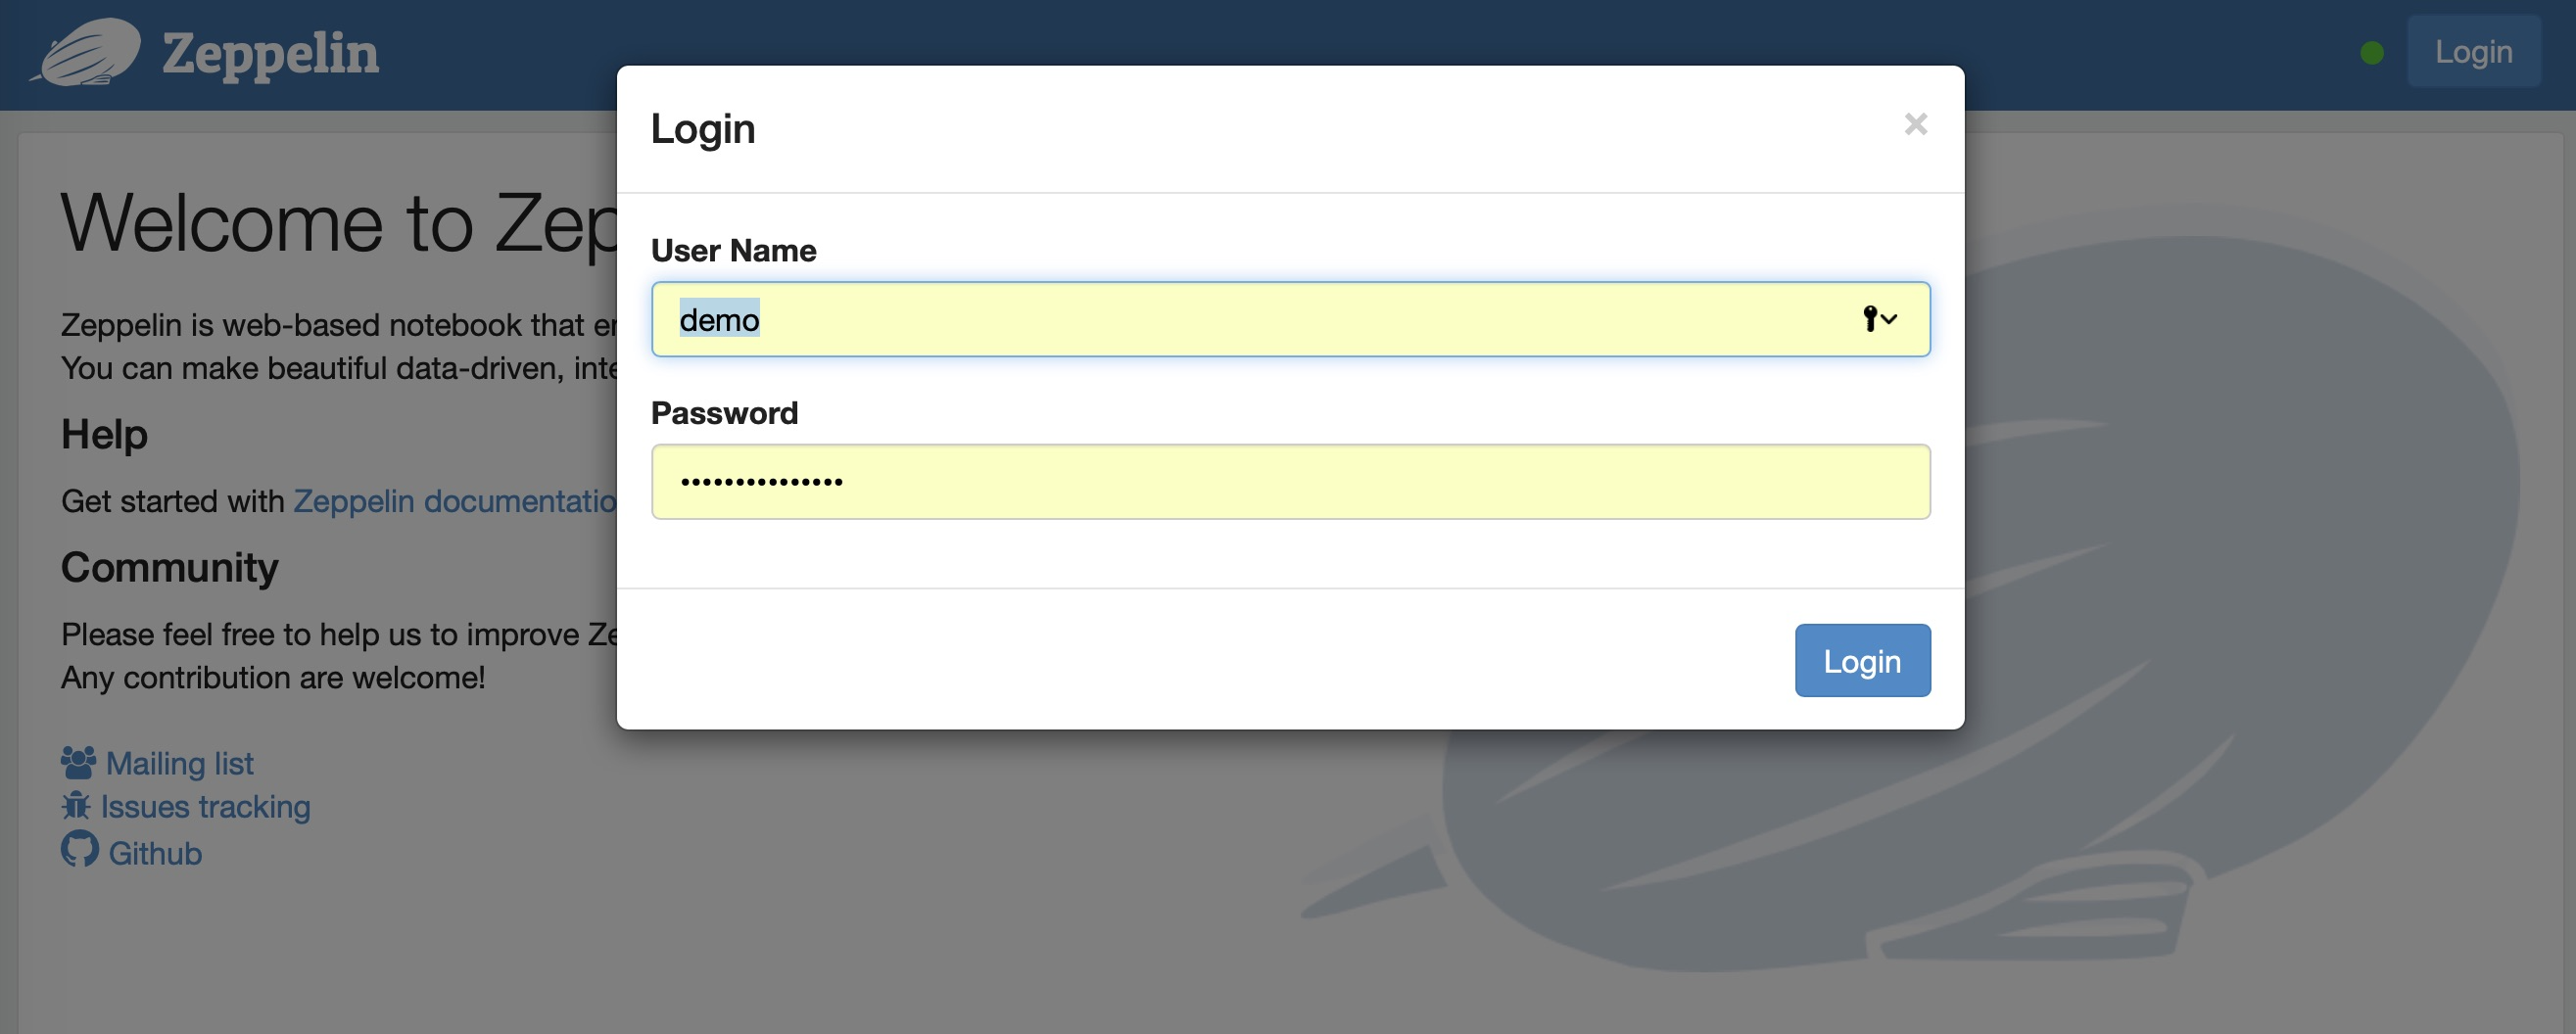 Zeppelin
Login
Login
×
Welcome to Zep
User Name
demo
Zeppelin is web-based notebook that
You can make beautiful data-driven,
Password
Help
••••••••••••••••
Get started with Zeppelin documentatio
Community
Please feel free to help us to improve Ze
Any contribution are welcome!
Login
Mailing list
Issues tracking
Github